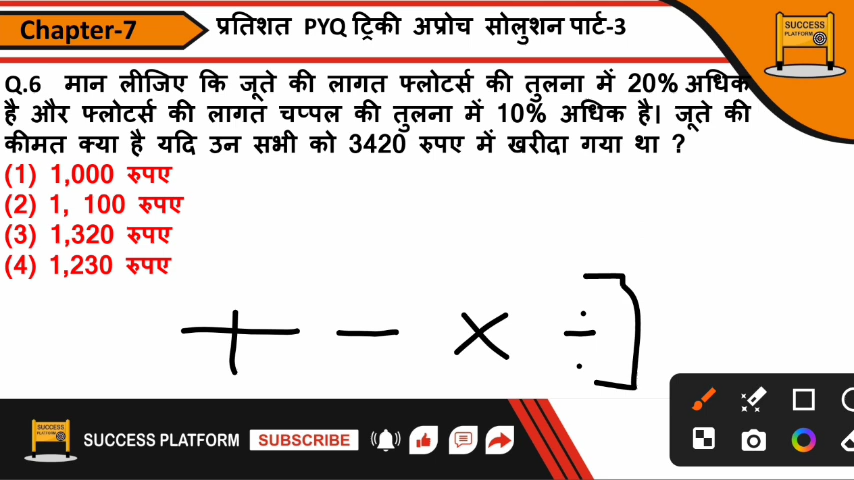 Chapter-7
प्रतिशत PYQ ट्रिकी अप्रोच सोलुशन पार्ट-3
SUCCESS
PLATFORM
Q.6 मान लीजिए कि जूते की लागत फ्लोटर्स की तुलना में 20% अधिक
है और फ्लोटर्स की लागत चप्पल की तुलना में 10% अधिक है। जूते की
कीमत क्या है यदि उन सभी को 3420 रुपए में खरीदा गया था ?
(1) 1,000 रुपए
(2) 1, 100 रुपए
(3) 1,320 रुपए
(4) 1,230 रुपए
+ − × ÷ ]
SUCCESS
PLATFORM
SUCCESS PLATFORM SUBSCRIBE